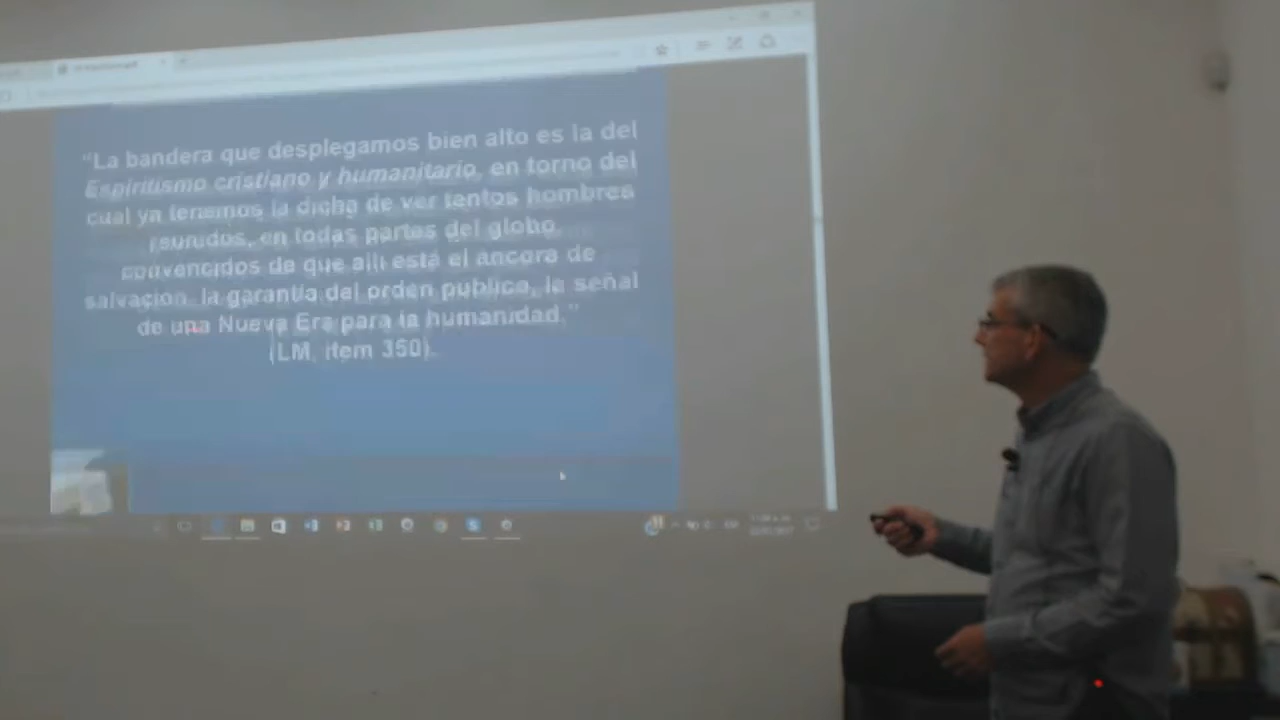 “La bandera que desplegamos bien alto es la del
Espiritismo cristiano y humanitario, en torno del
cual ya tenemos la dicha de ver tantos hombres
reunidos, en todas partes del globo,
convencidos de que allí está el ancora de
salvación, la garantía del orden público, la señal
de una Nueva Era para la humanidad.”
(LM, item 350).